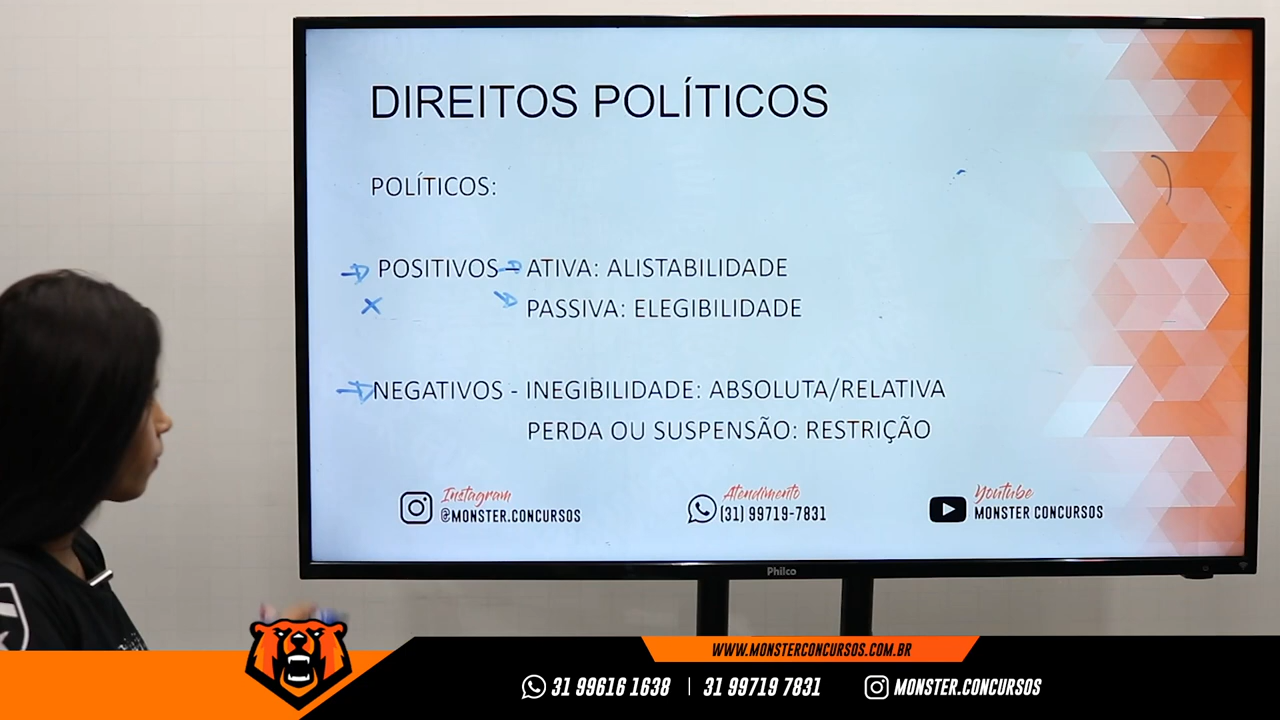 DIREITOS POLÍTICOS
POLÍTICOS:
POSITIVOS – ATIVA: ALISTABILIDADE
PASSIVA: ELEGIBILIDADE
NEGATIVOS - INEGIBILIDADE: ABSOLUTA/RELATIVA
PERDA OU SUSPENSÃO: RESTRIÇÃO
Instagram
@MONSTER.CONCURSOS
Atendimento
(31) 99719-7831
Youtube
MONSTER CONCURSOS
Philco
WWW.MONSTERCONCURSOS.COM.BR
31 99616 1638 | 31 99719 7831 MONSTER.CONCURSOS